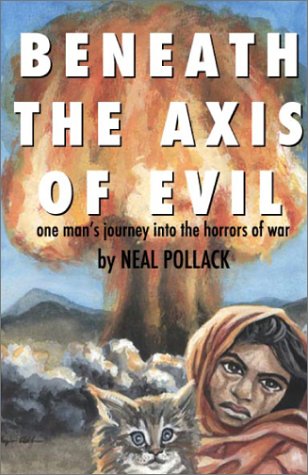 BENEATH
THE AXIS
OF EVIL
one man's journey into the horrors of war
by NEAL POLLACK